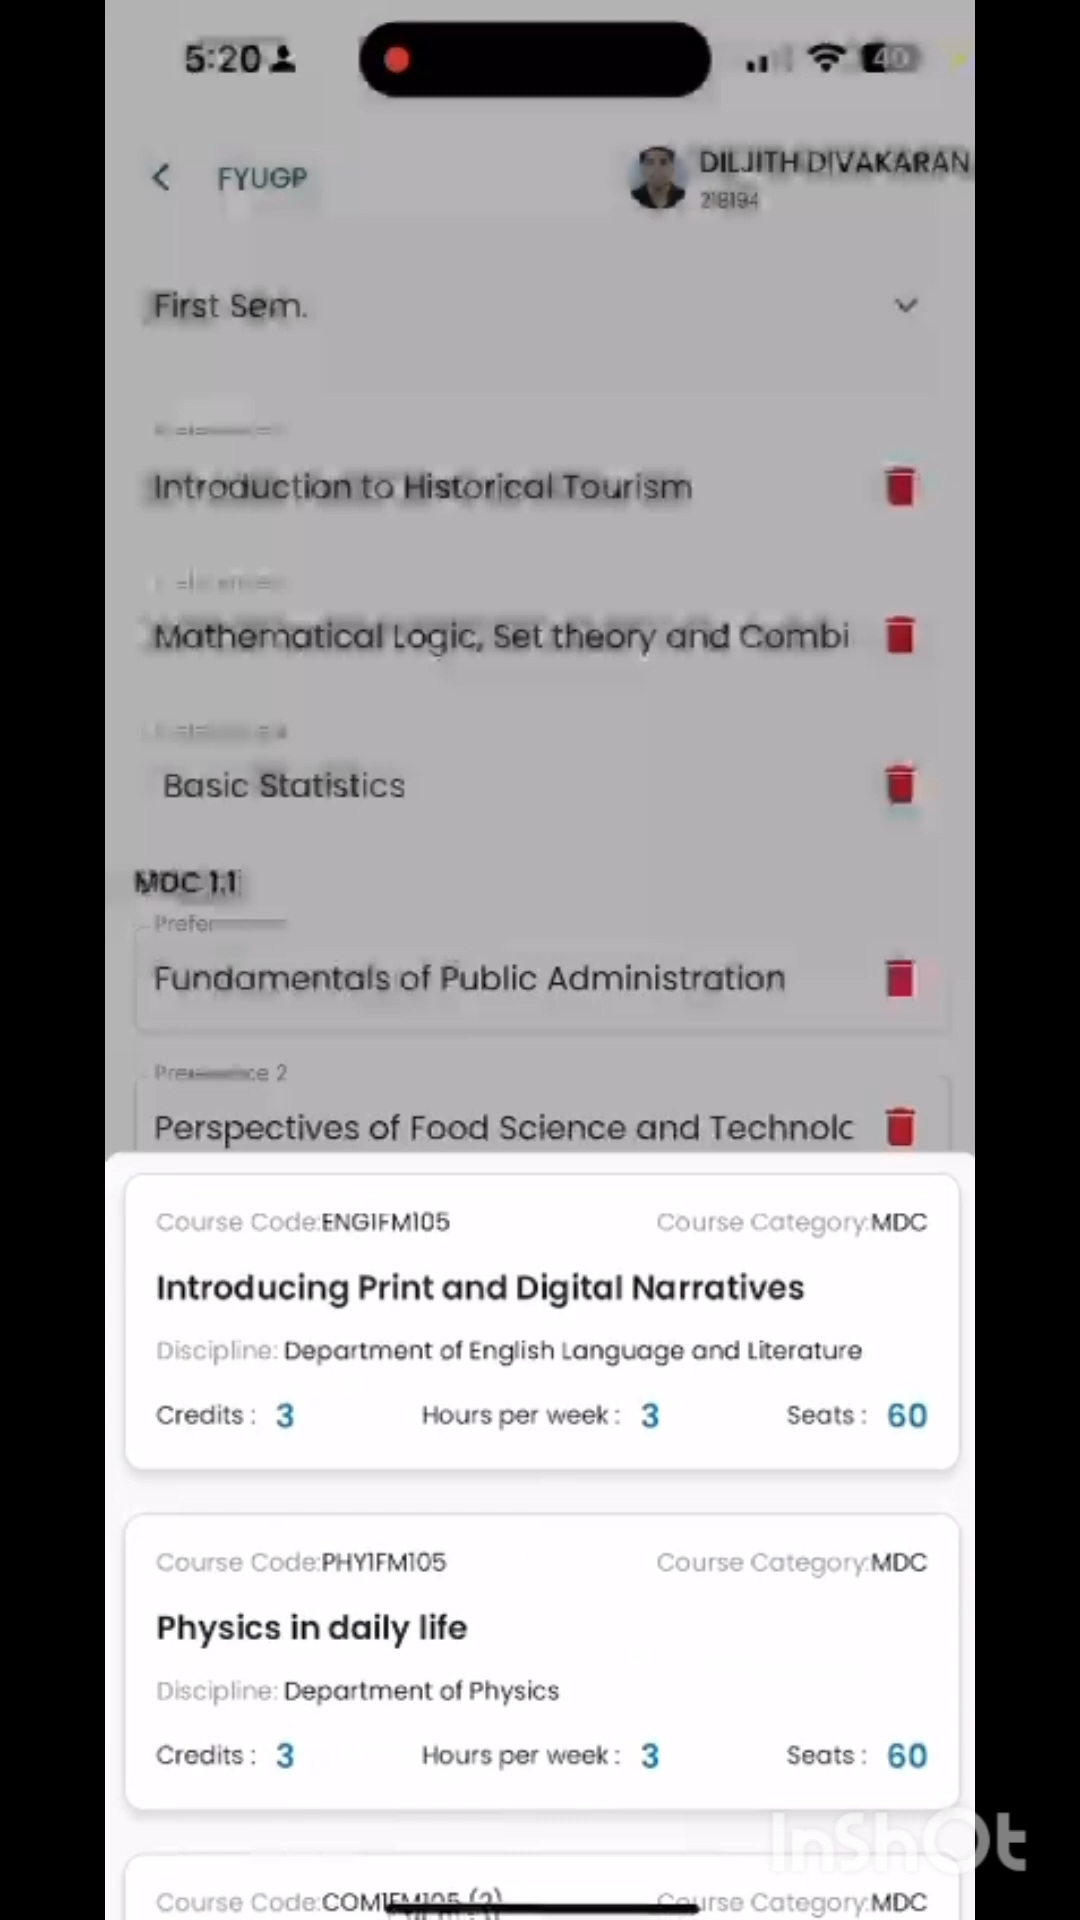 5:20
40
FYUGP
DILJITH DIVAKARAN
218194
First Sem.
Introduction to Historical Tourism
Mathematical Logic, Set theory and Combi
Basic Statistics
MDC 1.1
Fundamentals of Public Administration
Preference 2
Perspectives of Food Science and Technolo
Course Code:ENG1FM105 Course Category:MDC
Introducing Print and Digital Narratives
Discipline: Department of English Language and Literature
Credits : 3 Hours per week : 3 Seats : 60
Course Code:PHY1FM105 Course Category:MDC
Physics in daily life
Discipline: Department of Physics
Credits : 3 Hours per week : 3 Seats : 60
Course Code:COM1FM105 (2) Course Category:MDC
InShOt